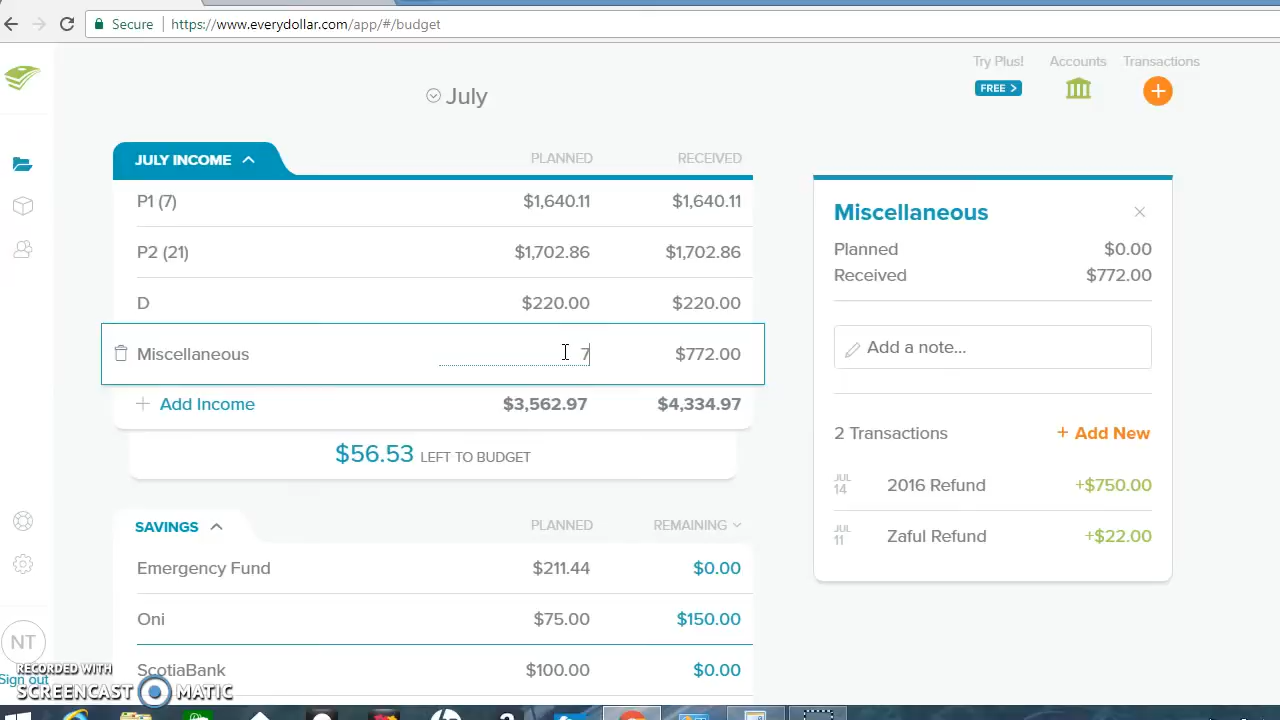 Secure https://www.everydollar.com/app/#/budget
Try Plus! Accounts Transactions
FREE >
July
JULY INCOME PLANNED RECEIVED
P1 (7) $1,640.11 $1,640.11
P2 (21) $1,702.86 $1,702.86
D $220.00 $220.00
Miscellaneous 7 $772.00
+ Add Income $3,562.97 $4,334.97
$56.53 LEFT TO BUDGET
SAVINGS PLANNED REMAINING
Emergency Fund $211.44 $0.00
Oni $75.00 $150.00
ScotiaBank $100.00 $0.00
Miscellaneous
Planned $0.00
Received $772.00
Add a note...
2 Transactions + Add New
JUL 14 2016 Refund +$750.00
JUL 11 Zaful Refund +$22.00
NT
Sign out
RECORDED WITH
SCREENCAST MATIC